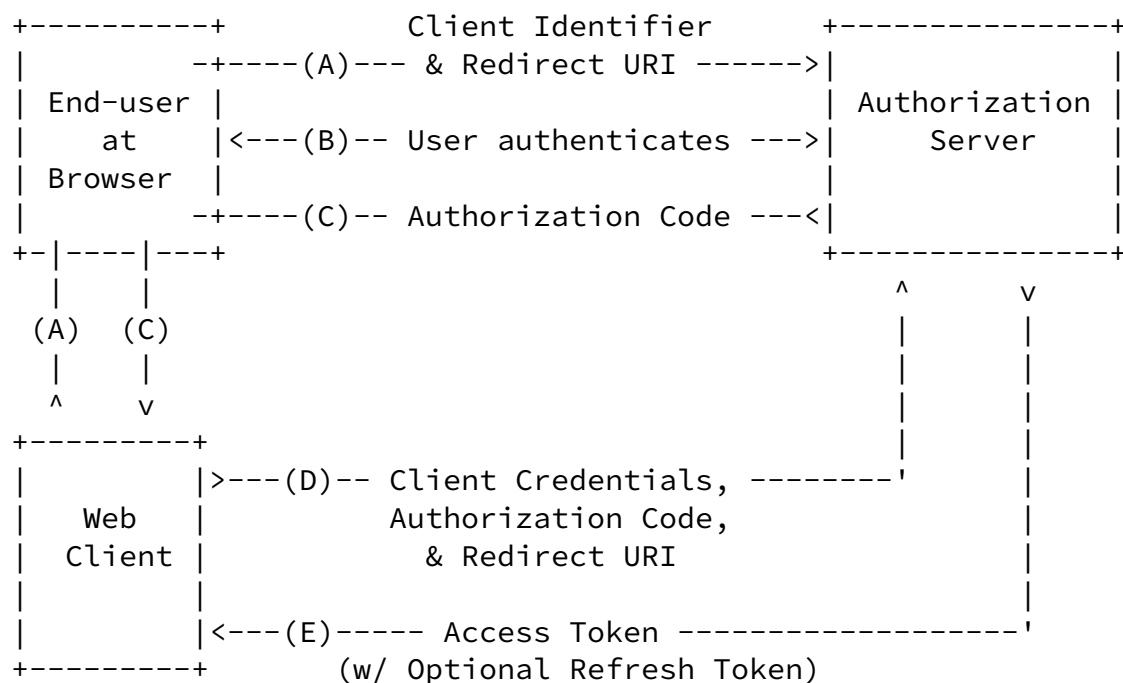 +----------+          Client Identifier      +---------------+
|         -+----(A)--- & Redirect URI ------>|               |
| End-user |                                 | Authorization |
|    at    |<---(B)-- User authenticates --->|     Server    |
| Browser  |                                 |               |
|         -+----(C)-- Authorization Code ---<|               |
+-|----|---+                                 +---------------+
  |    |                                         ^      v
 (A)  (C)                                        |      |
  |    |                                         |      |
  ^    v                                         |      |
+---------+                                      |      |
|         |>---(D)-- Client Credentials, --------'      |
|   Web   |          Authorization Code,                |
|  Client |            & Redirect URI                   |
|         |                                             |
|         |<---(E)----- Access Token -------------------'
+---------+       (w/ Optional Refresh Token)